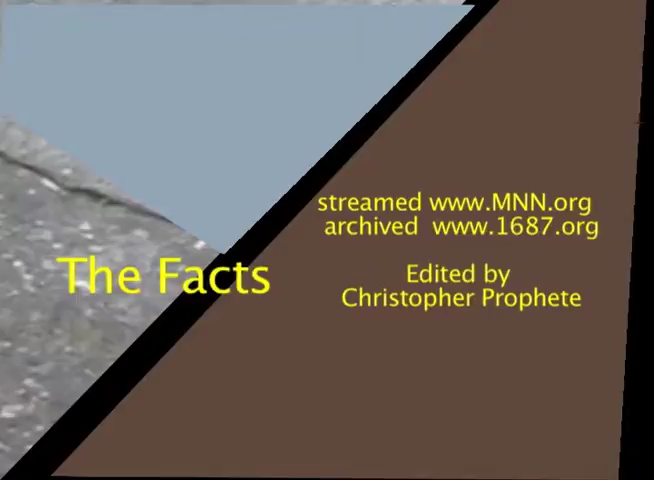 streamed www.MNN.org
archived www.1687.org
The Facts
Edited by
Christopher Prophete